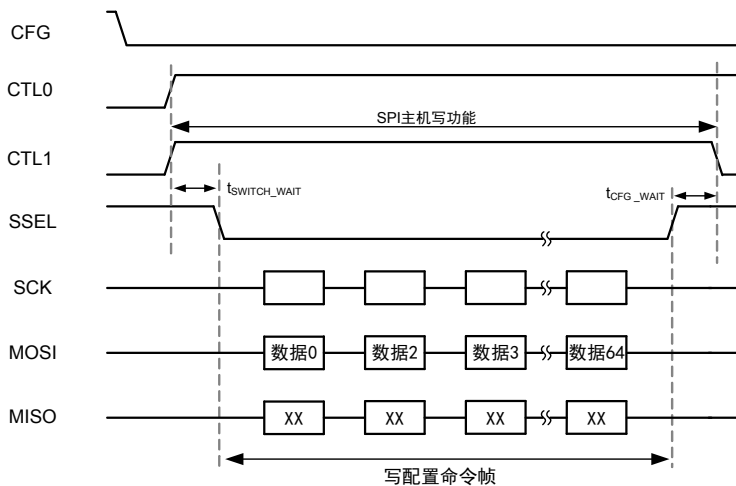 CFG
CTL0
SPI主机写功能
CTL1
tSWITCH_WAIT
tCFG_WAIT
SSEL
SCK
MOSI 数据0 数据2 数据3 数据64
MISO XX XX XX XX
写配置命令帧